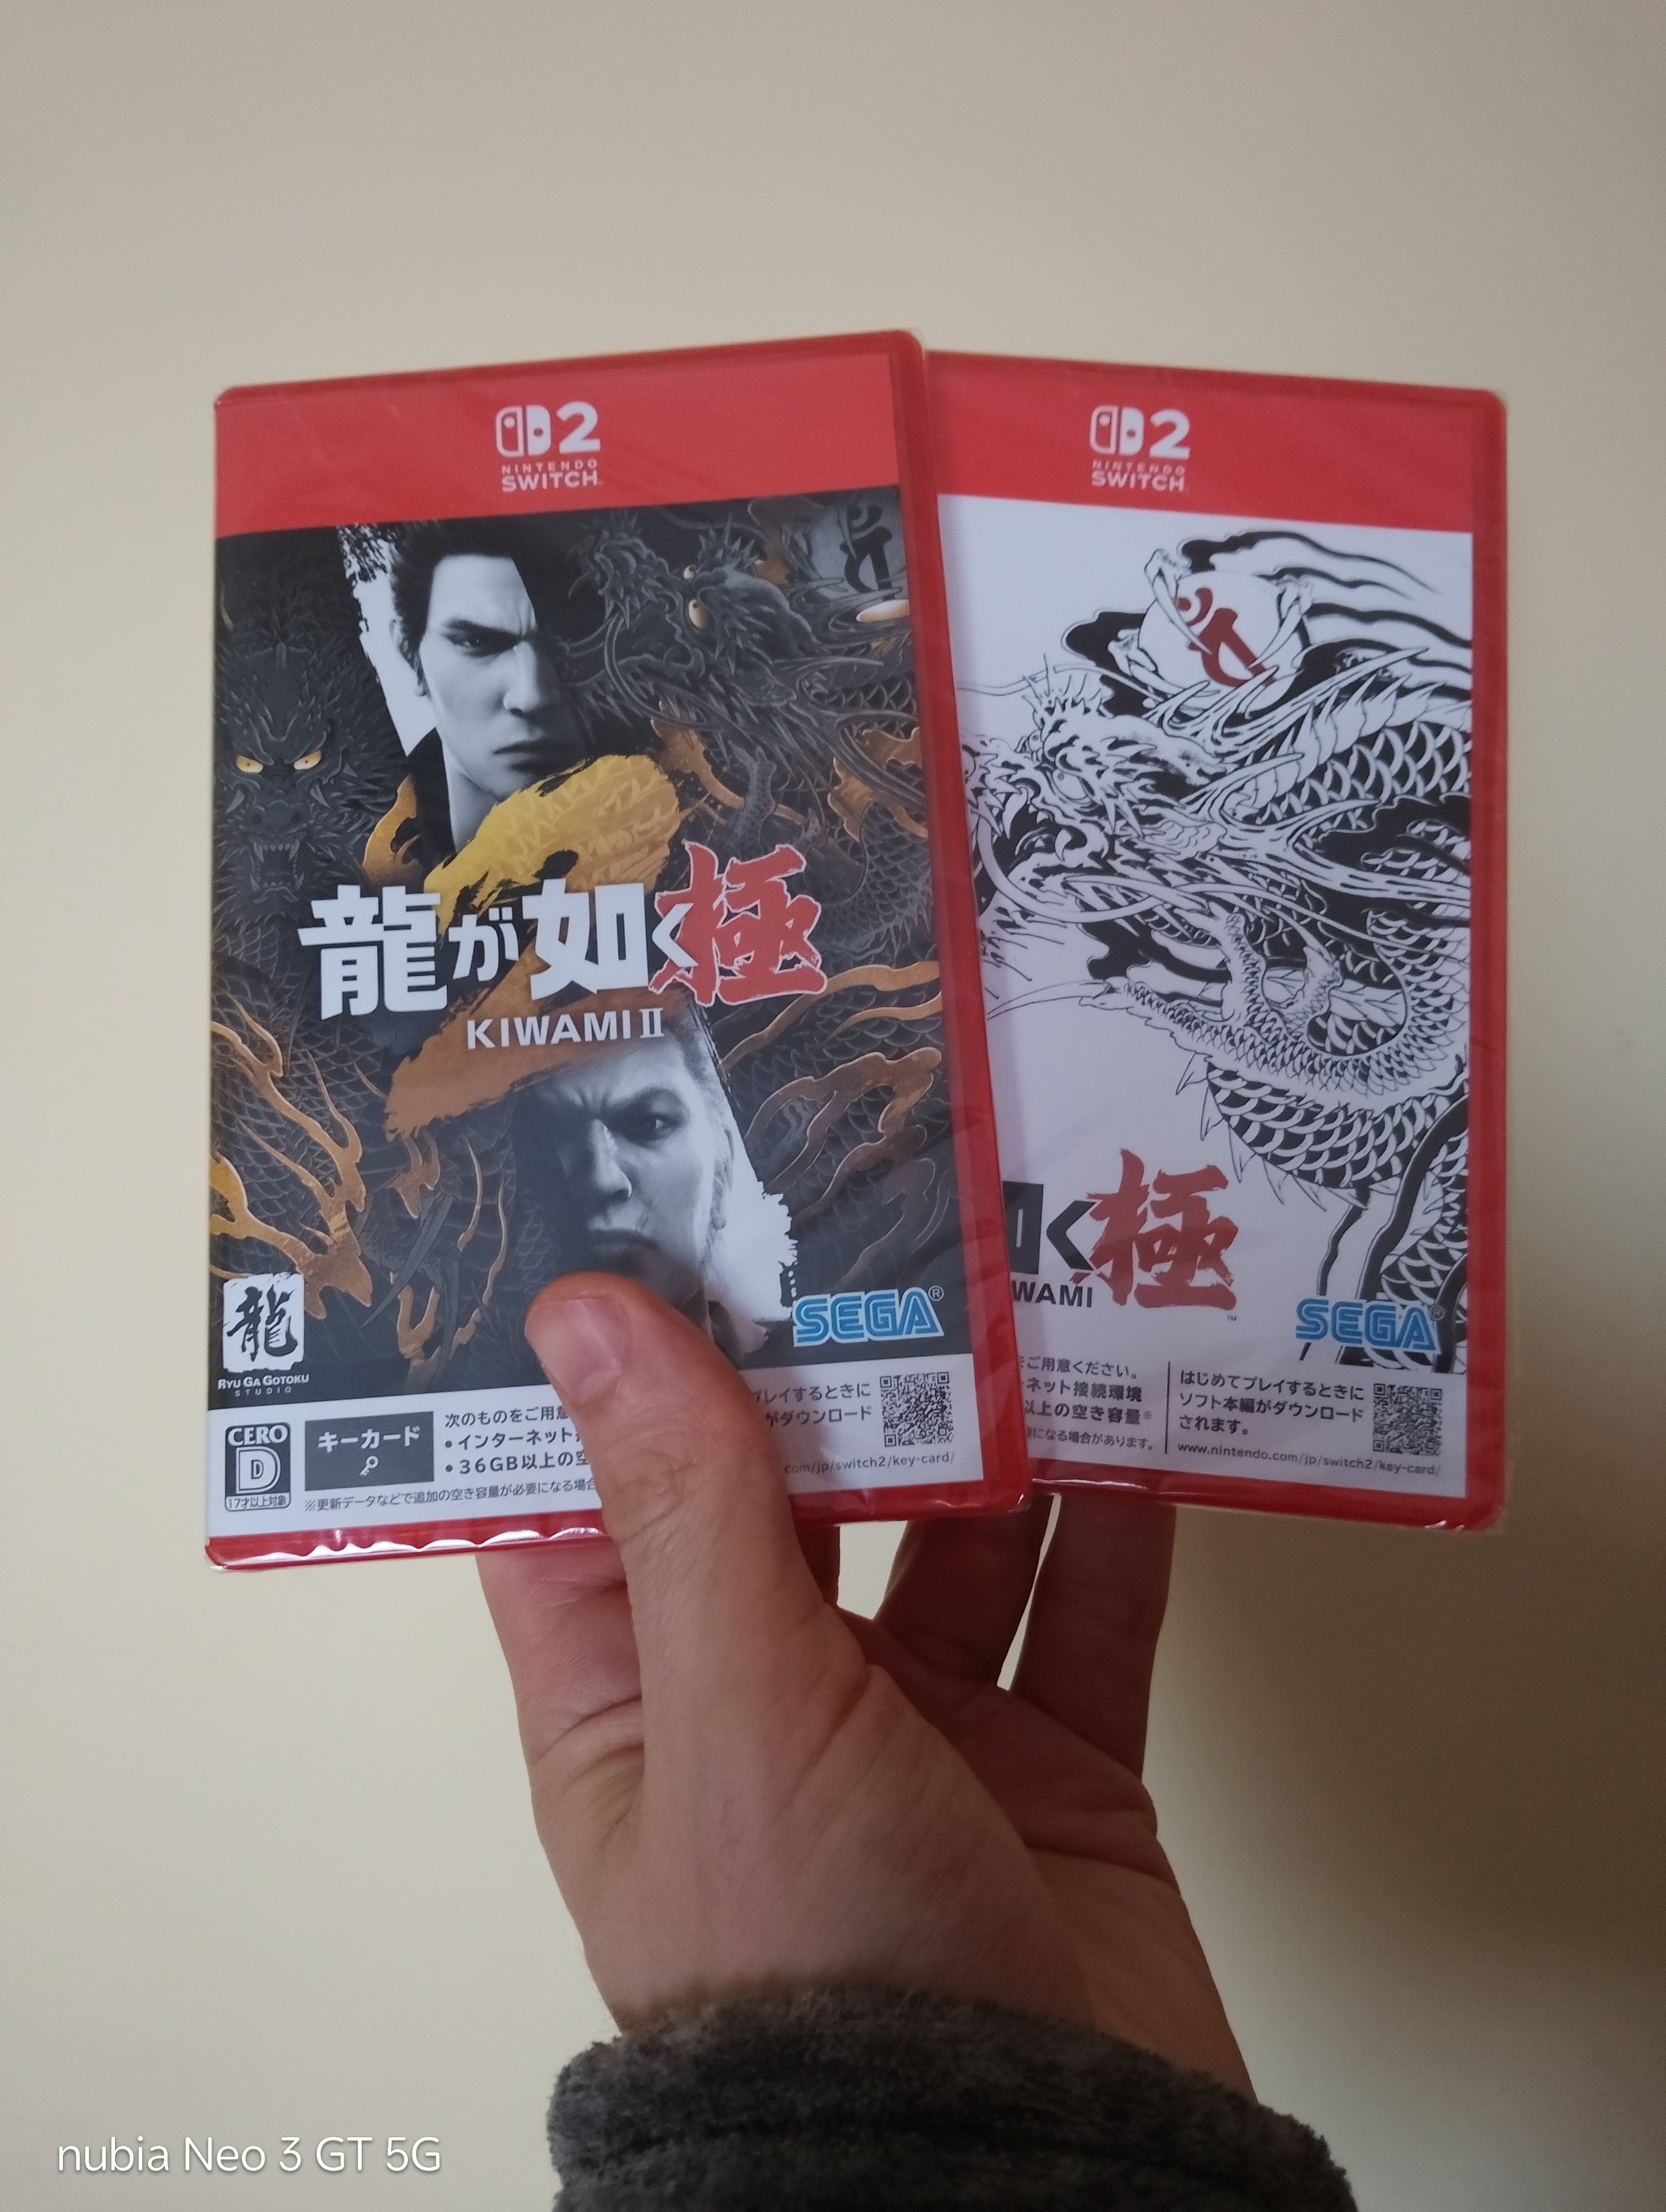 2
NINTENDO
SWITCH
龍が如く極
KIWAMI II
龍
RYU GA GOTOKU
STUDIO
SEGA®
CERO
D
17才以上対象
キーカード
次のものをご用意
•インターネット
•36GB以上の空
※更新データなどで追加の空き容量が必要になる場合
プレイするときに
がダウンロード
com/jp/switch2/key-card/
2
NINTENDO
SWITCH
如く極
WAMI
™
SEGA®
をご用意ください。
ネット接続環境
以上の空き容量※
になる場合があります。
はじめてプレイするときに
ソフト本編がダウンロード
されます。
www.nintendo.com/jp/switch2/key-card/
nubia Neo 3 GT 5G